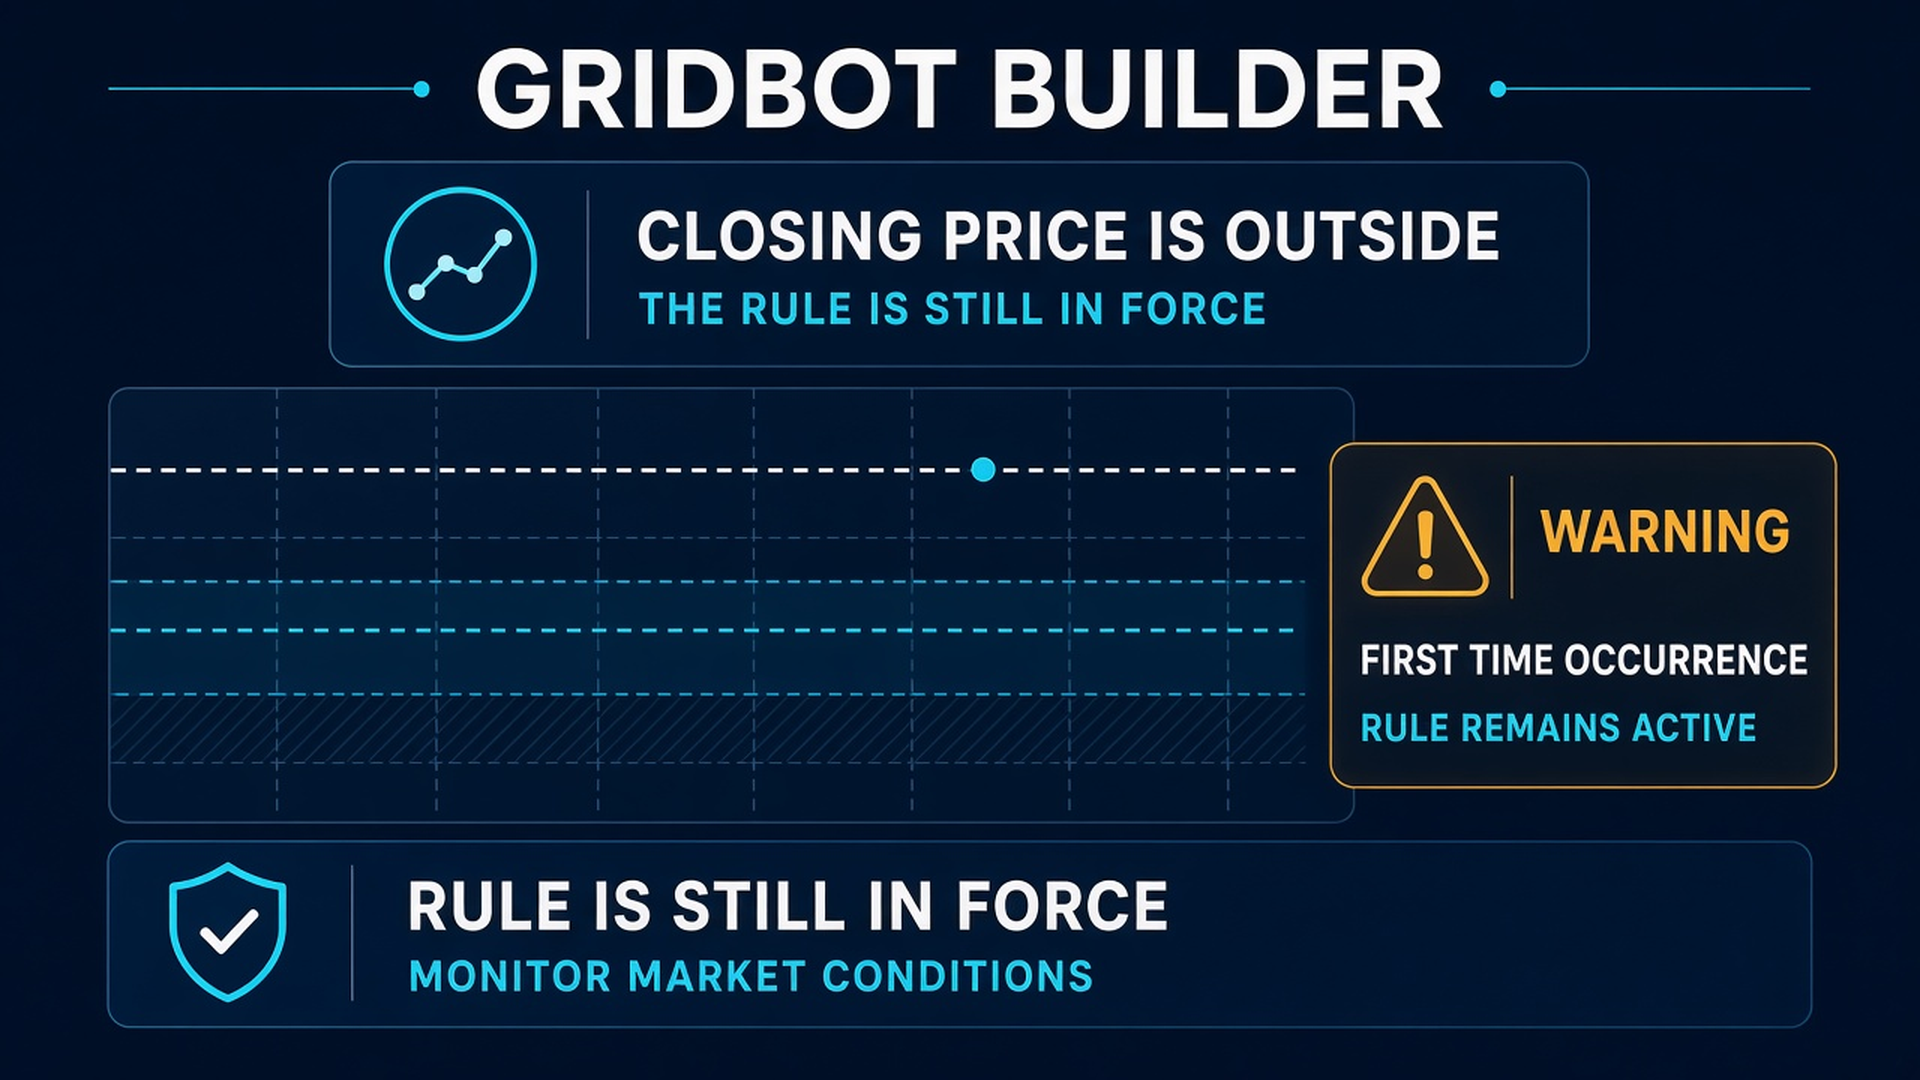 GRIDBOT BUILDER
CLOSING PRICE IS OUTSIDE
THE RULE IS STILL IN FORCE
WARNING
FIRST TIME OCCURRENCE
RULE REMAINS ACTIVE
RULE IS STILL IN FORCE
MONITOR MARKET CONDITIONS